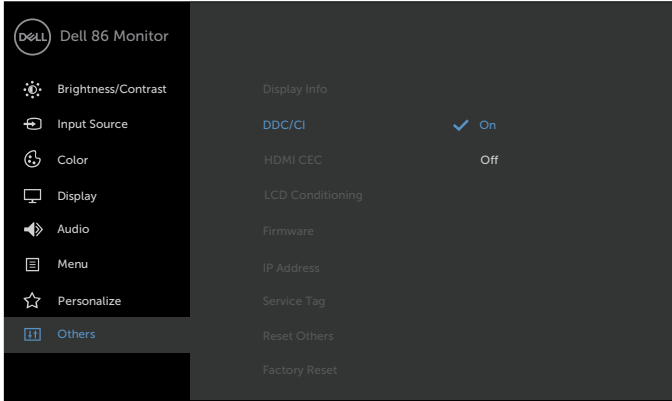 DELL Dell 86 Monitor
Brightness/Contrast
Display Info
Input Source
DDC/CI On
Color
HDMI CEC Off
Display
LCD Conditioning
Audio
Firmware
Menu
IP Address
Personalize
Service Tag
Others
Reset Others
Factory Reset